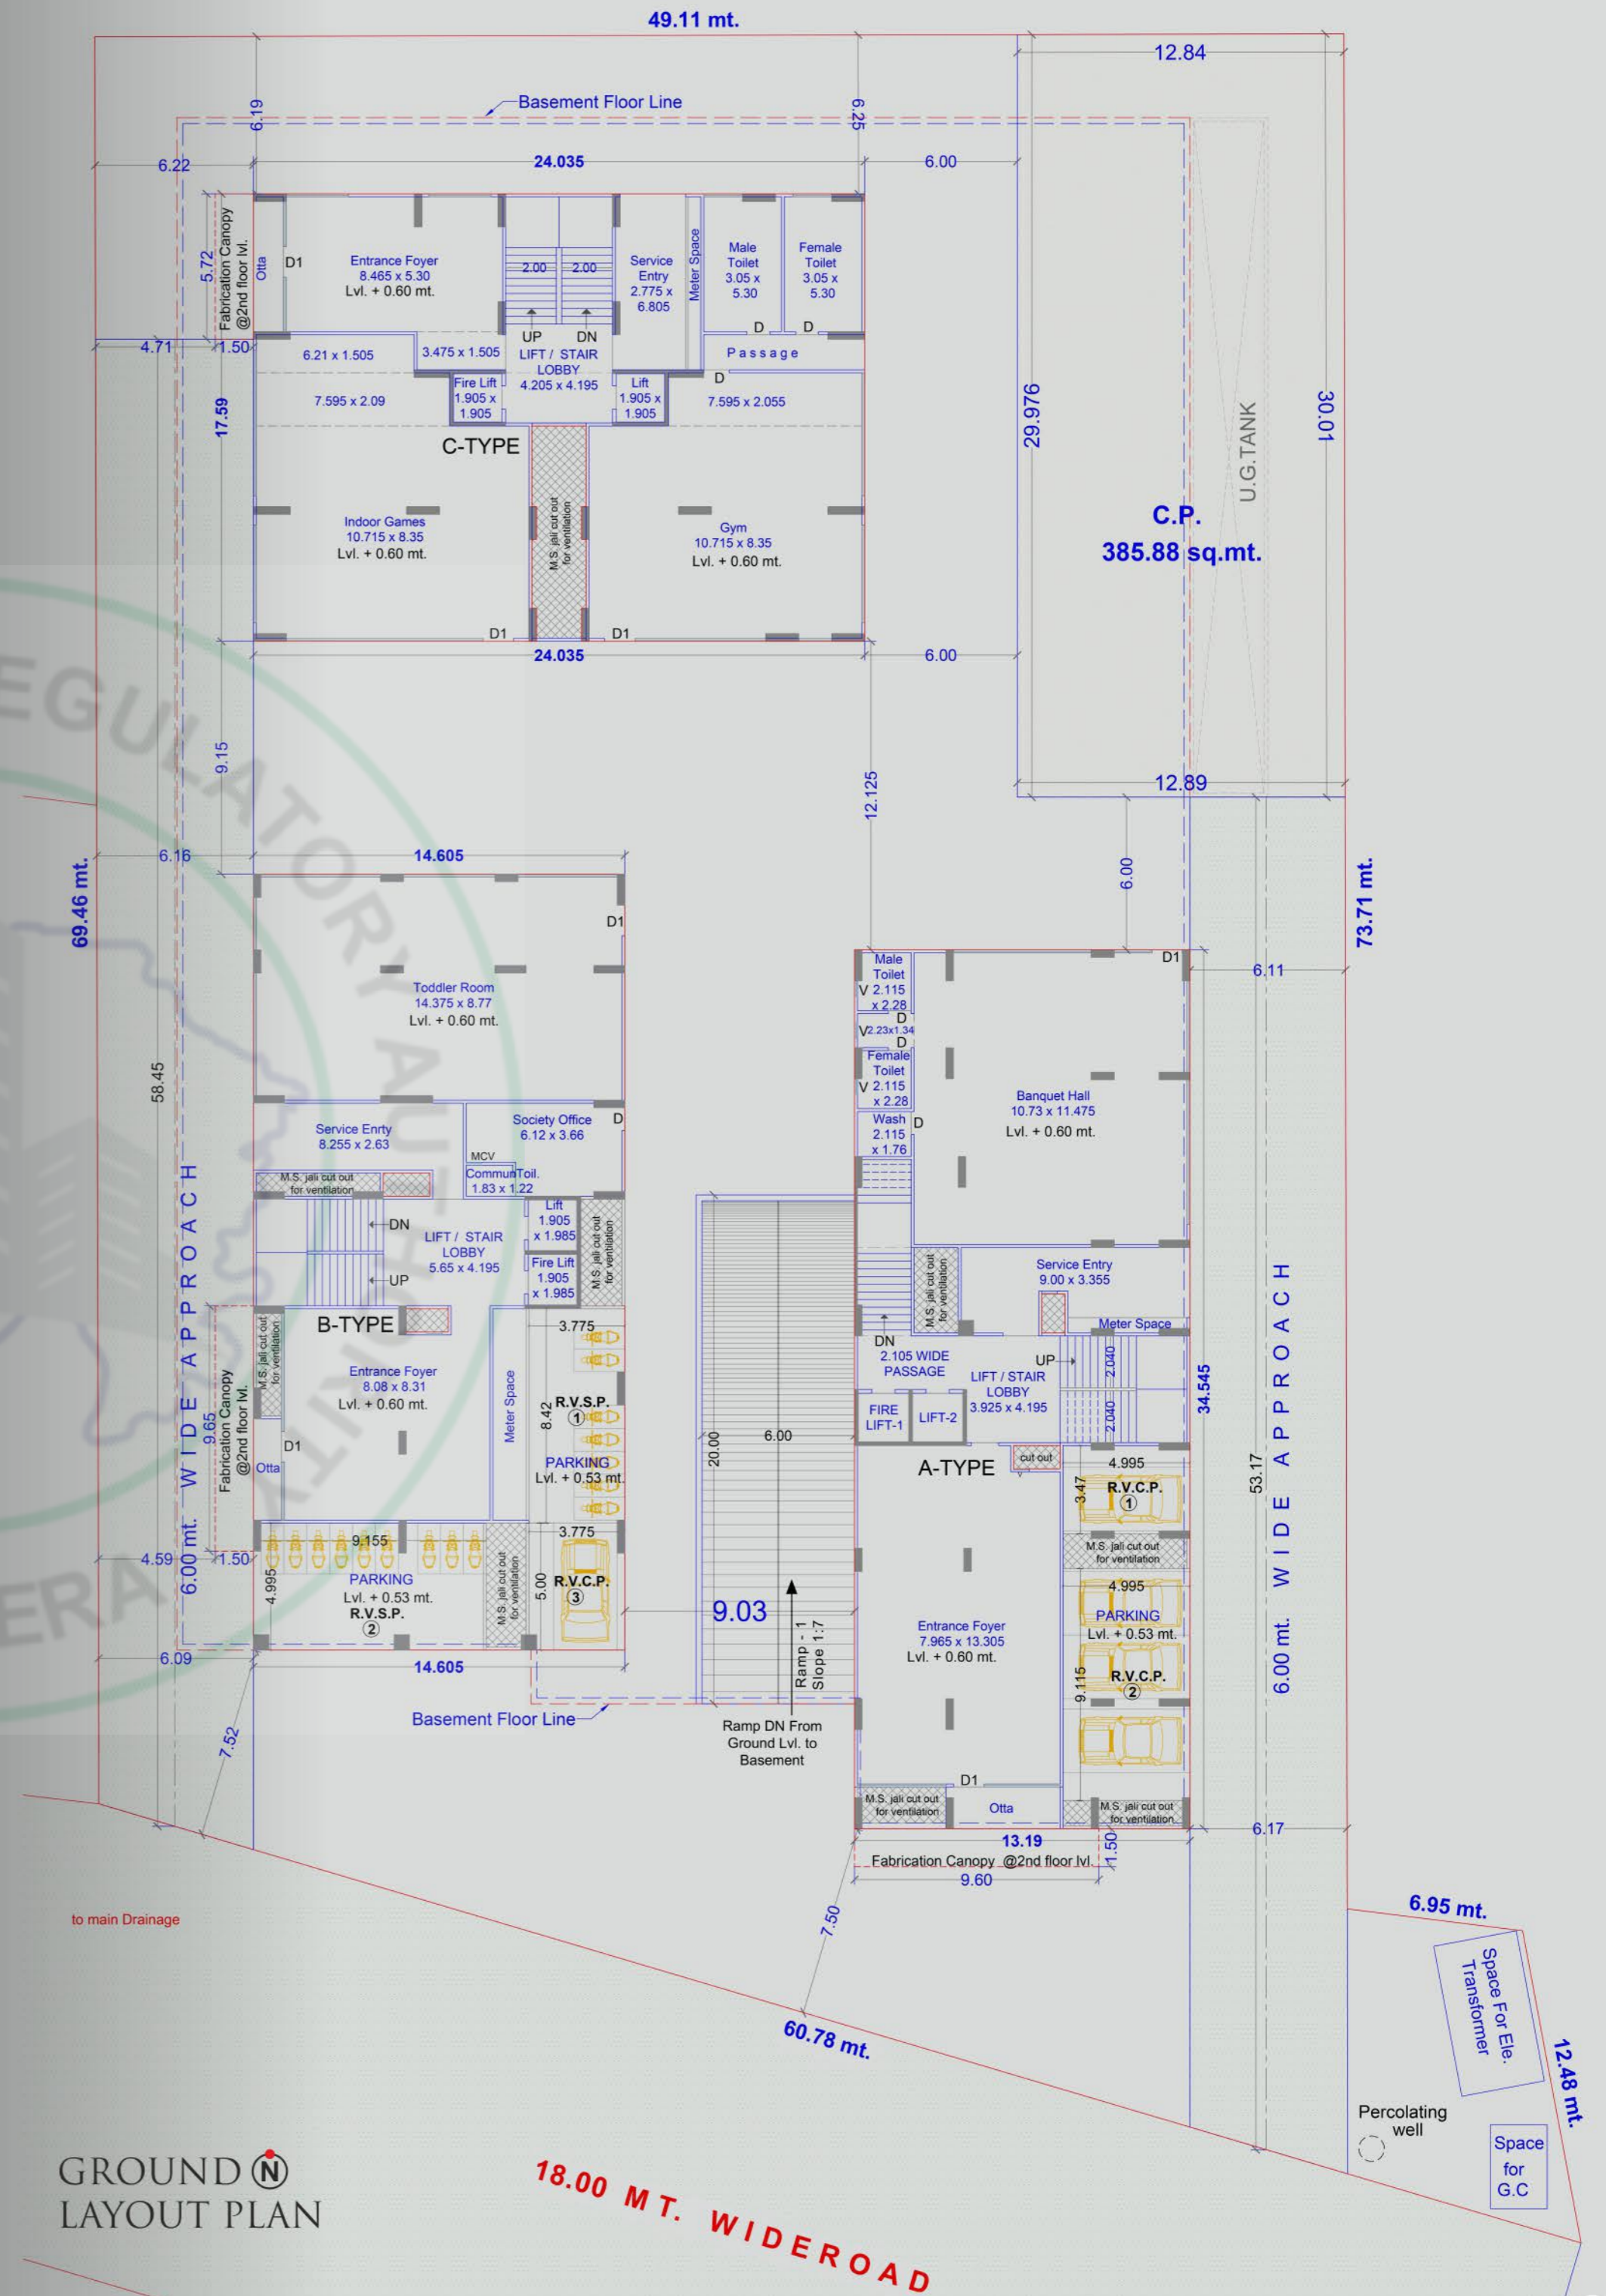 49.11 mt.
12.84
Basement Floor Line
6.19
6.25
6.22
24.035
6.00
5.72
Fabrication Canopy
@2nd floor lvl.
Otta
D1
Entrance Foyer
8.465 x 5.30
Lvl. + 0.60 mt.
2.00
2.00
UP
DN
Service
Entry
2.775 x
6.805
Meter Space
Male
Toilet
3.05 x
5.30
D
Female
Toilet
3.05 x
5.30
D
4.71
1.50
6.21 x 1.505
3.475 x 1.505
LIFT / STAIR
LOBBY
4.205 x 4.195
Passage
D
Fire Lift
1.905 x
1.905
Lift
1.905 x
1.905
7.595 x 2.09
7.595 x 2.055
17.59
C-TYPE
29.976
30.01
U.G.TANK
C.P.
385.88 sq.mt.
Indoor Games
10.715 x 8.35
Lvl. + 0.60 mt.
M.S. jali cut out
for ventilation
Gym
10.715 x 8.35
Lvl. + 0.60 mt.
D1
D1
24.035
6.00
EGULATORY AUTHORITY
RERA
9.15
12.125
12.89
6.00
69.46 mt.
73.71 mt.
6.16
14.605
58.45
D1
Toddler Room
14.375 x 8.77
Lvl. + 0.60 mt.
Male
Toilet
V 2.115
x 2.28
D
V 2.23x1.34
D
Female
Toilet
V 2.115
x 2.28
Wash
2.115
x 1.76
D
D1
6.11
Banquet Hall
10.73 x 11.475
Lvl. + 0.60 mt.
Service Enrty
8.255 x 2.63
Society Office
6.12 x 3.66
D
MCV
CommunToil.
1.83 x 1.22
M.S. jali cut out
for ventilation
DN
UP
LIFT / STAIR
LOBBY
5.65 x 4.195
Lift
1.905
x 1.985
Fire Lift
1.905
x 1.985
M.S. jali cut out
for ventilation
6.00 mt. WIDE APPROACH
B-TYPE
M.S. jali cut out
for ventilation
Entrance Foyer
8.08 x 8.31
Lvl. + 0.60 mt.
Meter Space
3.775
8.42
R.V.S.P.
1
PARKING
Lvl. + 0.53 mt.
3.775
9.65
Fabrication Canopy
@2nd floor lvl.
D1
Otta
4.59
1.50
9.155
4.995
PARKING
Lvl. + 0.53 mt.
R.V.S.P.
2
M.S. jali cut out
for ventilation
5.00
R.V.C.P.
3
6.09
14.605
7.52
Basement Floor Line
20.00
6.00
9.03
Ramp - 1
Slope 1:7
Ramp DN From
Ground Lvl. to
Basement
M.S. jali cut out
for ventilation
Service Entry
9.00 x 3.355
Meter Space
DN
2.105 WIDE
PASSAGE
UP
2.040
2.040
LIFT / STAIR
LOBBY
3.925 x 4.195
FIRE
LIFT-1
LIFT-2
A-TYPE
cut out
V
4.995
3.47
R.V.C.P.
1
M.S. jali cut out
for ventilation
4.995
PARKING
Lvl. + 0.53 mt.
9.115
R.V.C.P.
2
Entrance Foyer
7.965 x 13.305
Lvl. + 0.60 mt.
D1
M.S. jali cut out
for ventilation
Otta
M.S. jali cut out
for ventilation
34.545
53.17
6.00 mt. WIDE APPROACH
13.19
6.17
1.50
Fabrication Canopy @2nd floor lvl.
9.60
7.50
to main Drainage
60.78 mt.
6.95 mt.
Space For Ele.
Transformer
12.48 mt.
Percolating
well
Space
for
G.C
GROUND N
LAYOUT PLAN
18.00 MT. WIDEROAD